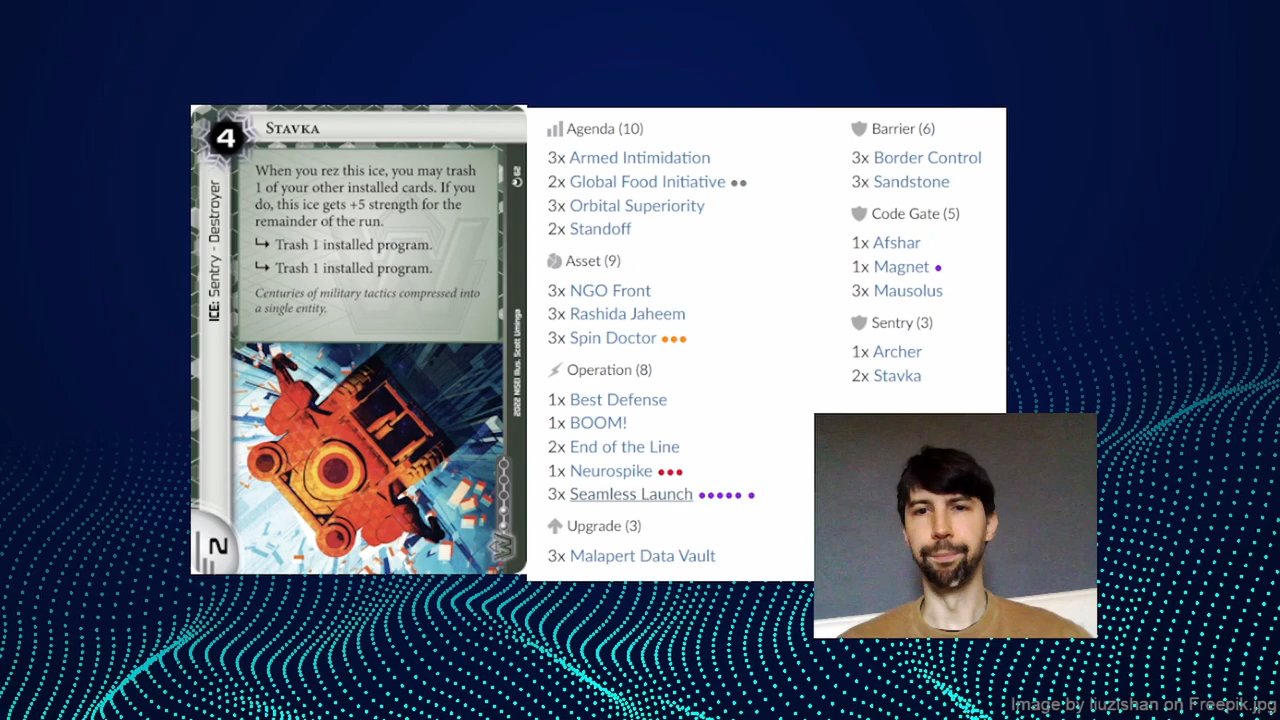 4
STAVKA
When you rez this ice, you may trash
1 of your other installed cards. If you
do, this ice gets +5 strength for the
remainder of the run.
↳ Trash 1 installed program.
↳ Trash 1 installed program.
Centuries of military tactics compressed into
a single entity.
ICE: Sentry - Destroyer
2022 NISEI Illus. Scott Uminga
2
Agenda (10)
3x Armed Intimidation
2x Global Food Initiative ●●
3x Orbital Superiority
2x Standoff
Asset (9)
3x NGO Front
3x Rashida Jaheem
3x Spin Doctor ●●●
Operation (8)
1x Best Defense
1x BOOM!
2x End of the Line
1x Neurospike ●●●
3x Seamless Launch ●●●●● ●
Upgrade (3)
3x Malapert Data Vault
Barrier (6)
3x Border Control
3x Sandstone
Code Gate (5)
1x Afshar
1x Magnet ●
3x Mausolus
Sentry (3)
1x Archer
2x Stavka
Image by liuzishan on Freepik.jpg